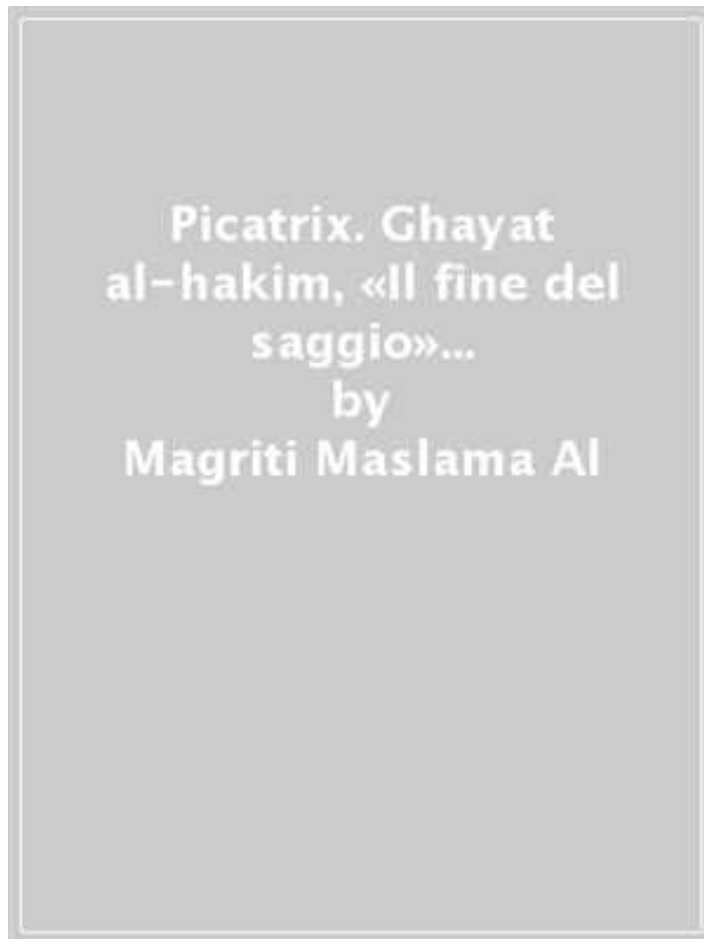 Picatrix. Ghayat
al-hakim, «Il fine del
saggio»...
by
Magriti Maslama Al